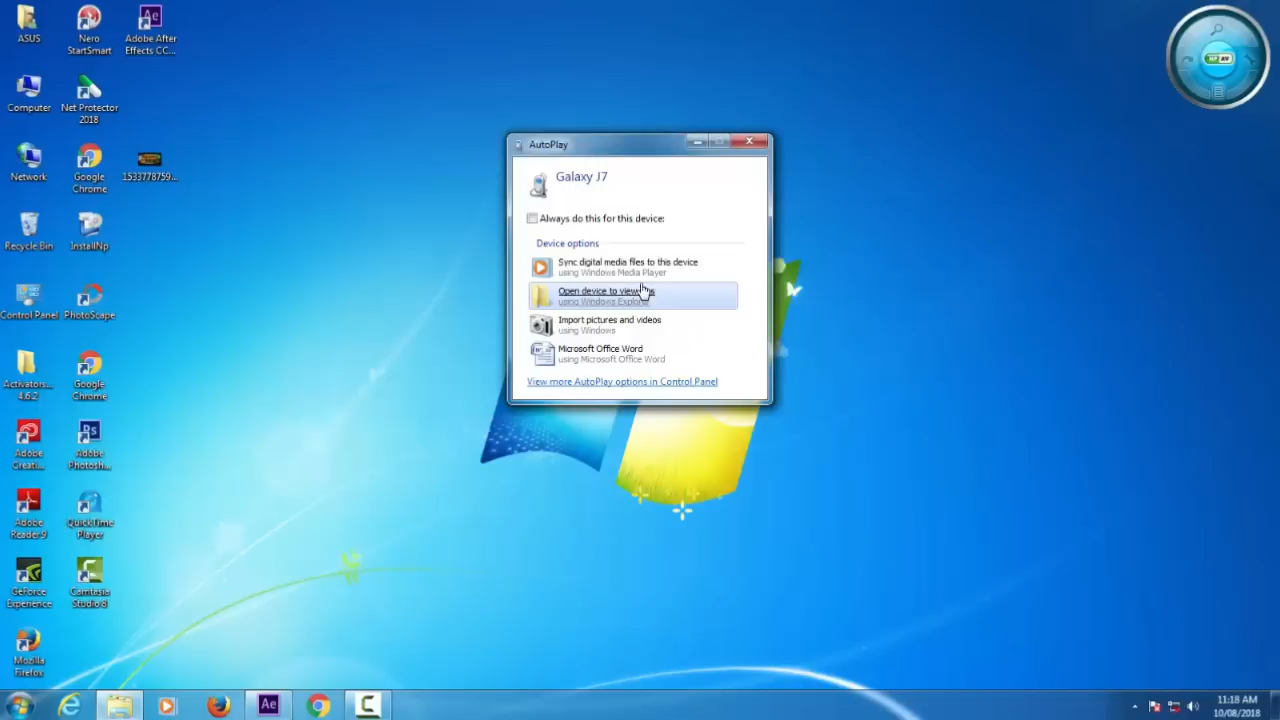 ASUS
Nero
StartSmart
Adobe After
Effects CC...
Computer
Net Protector
2018
Network
Google
Chrome
1533778759...
Recycle Bin
InstallNp
Control Panel
PhotoScape
Activators...
4.6.2
Google
Chrome
Adobe
Creati...
Adobe
Photosh...
Adobe
Reader 9
QuickTime
Player
GeForce
Experience
Camtasia
Studio 8
Mozilla
Firefox
AutoPlay
Galaxy J7
Always do this for this device:
Device options
Sync digital media files to this device
using Windows Media Player
Open device to view
using Windows
Import pictures and videos
using Windows
Microsoft Office Word
using Microsoft Office Word
View more AutoPlay options in Control Panel
Ae
11:18 AM
10/08/2018